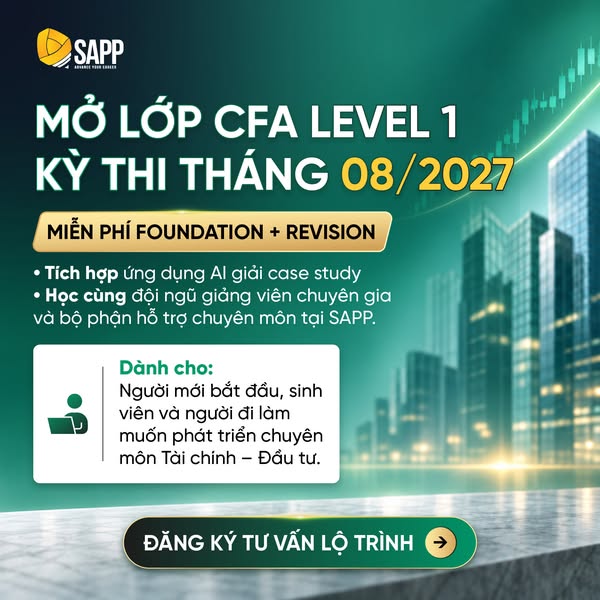 SAPP
ADVANCE YOUR CAREER
MỞ LỚP CFA LEVEL 1
KỲ THI THÁNG 08/2027
MIỄN PHÍ FOUNDATION + REVISION
• Tích hợp ứng dụng AI giải case study
• Học cùng đội ngũ giảng viên chuyên gia
và bộ phận hỗ trợ chuyên môn tại SAPP.
Dành cho:
Người mới bắt đầu, sinh
viên và người đi làm
muốn phát triển chuyên
môn Tài chính – Đầu tư.
ĐĂNG KÝ TƯ VẤN LỘ TRÌNH